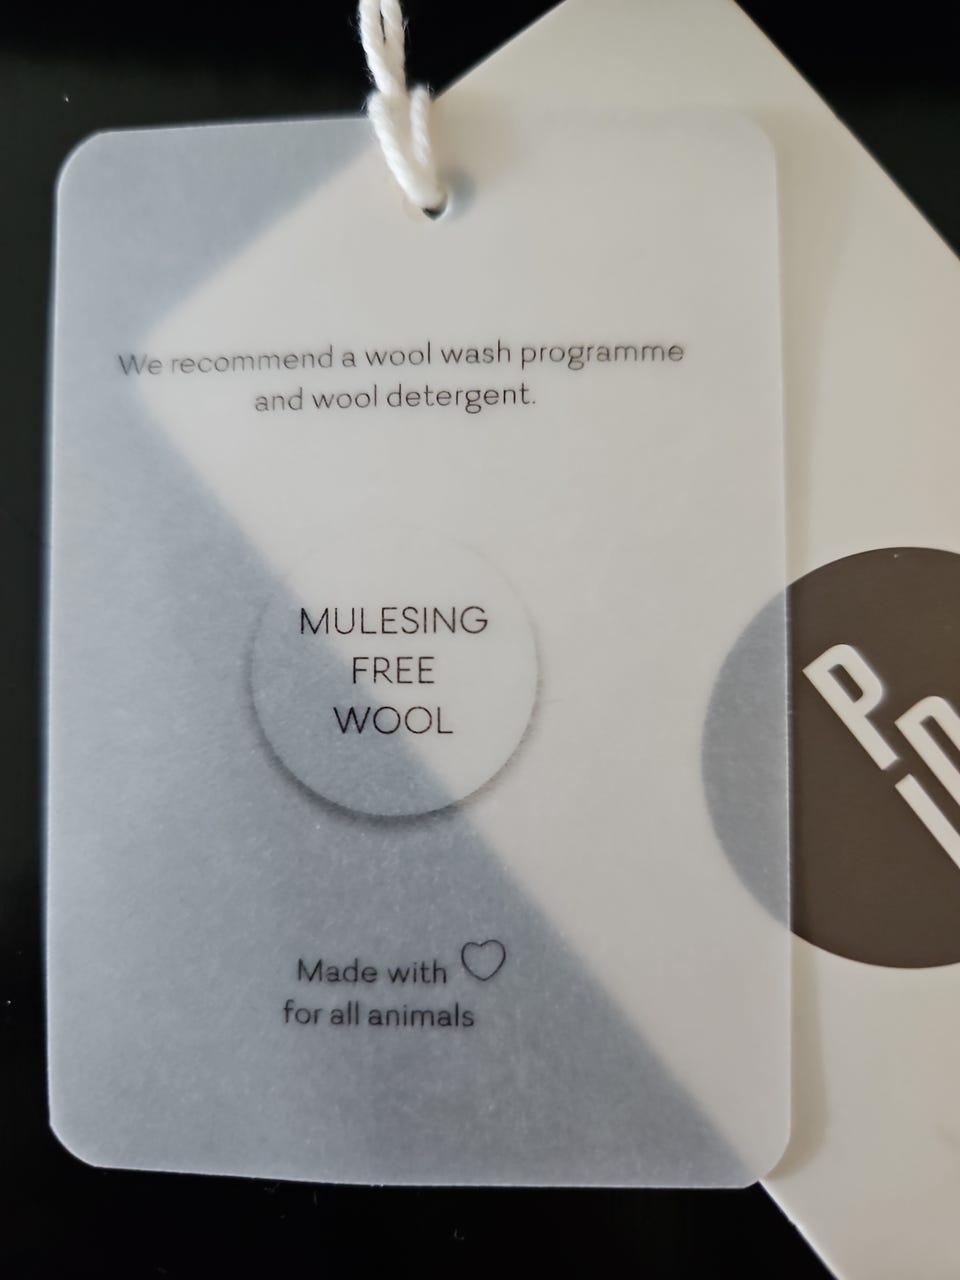 We recommend a wool wash programme
and wool detergent.
MULESING
FREE
WOOL
Made with
for all animals